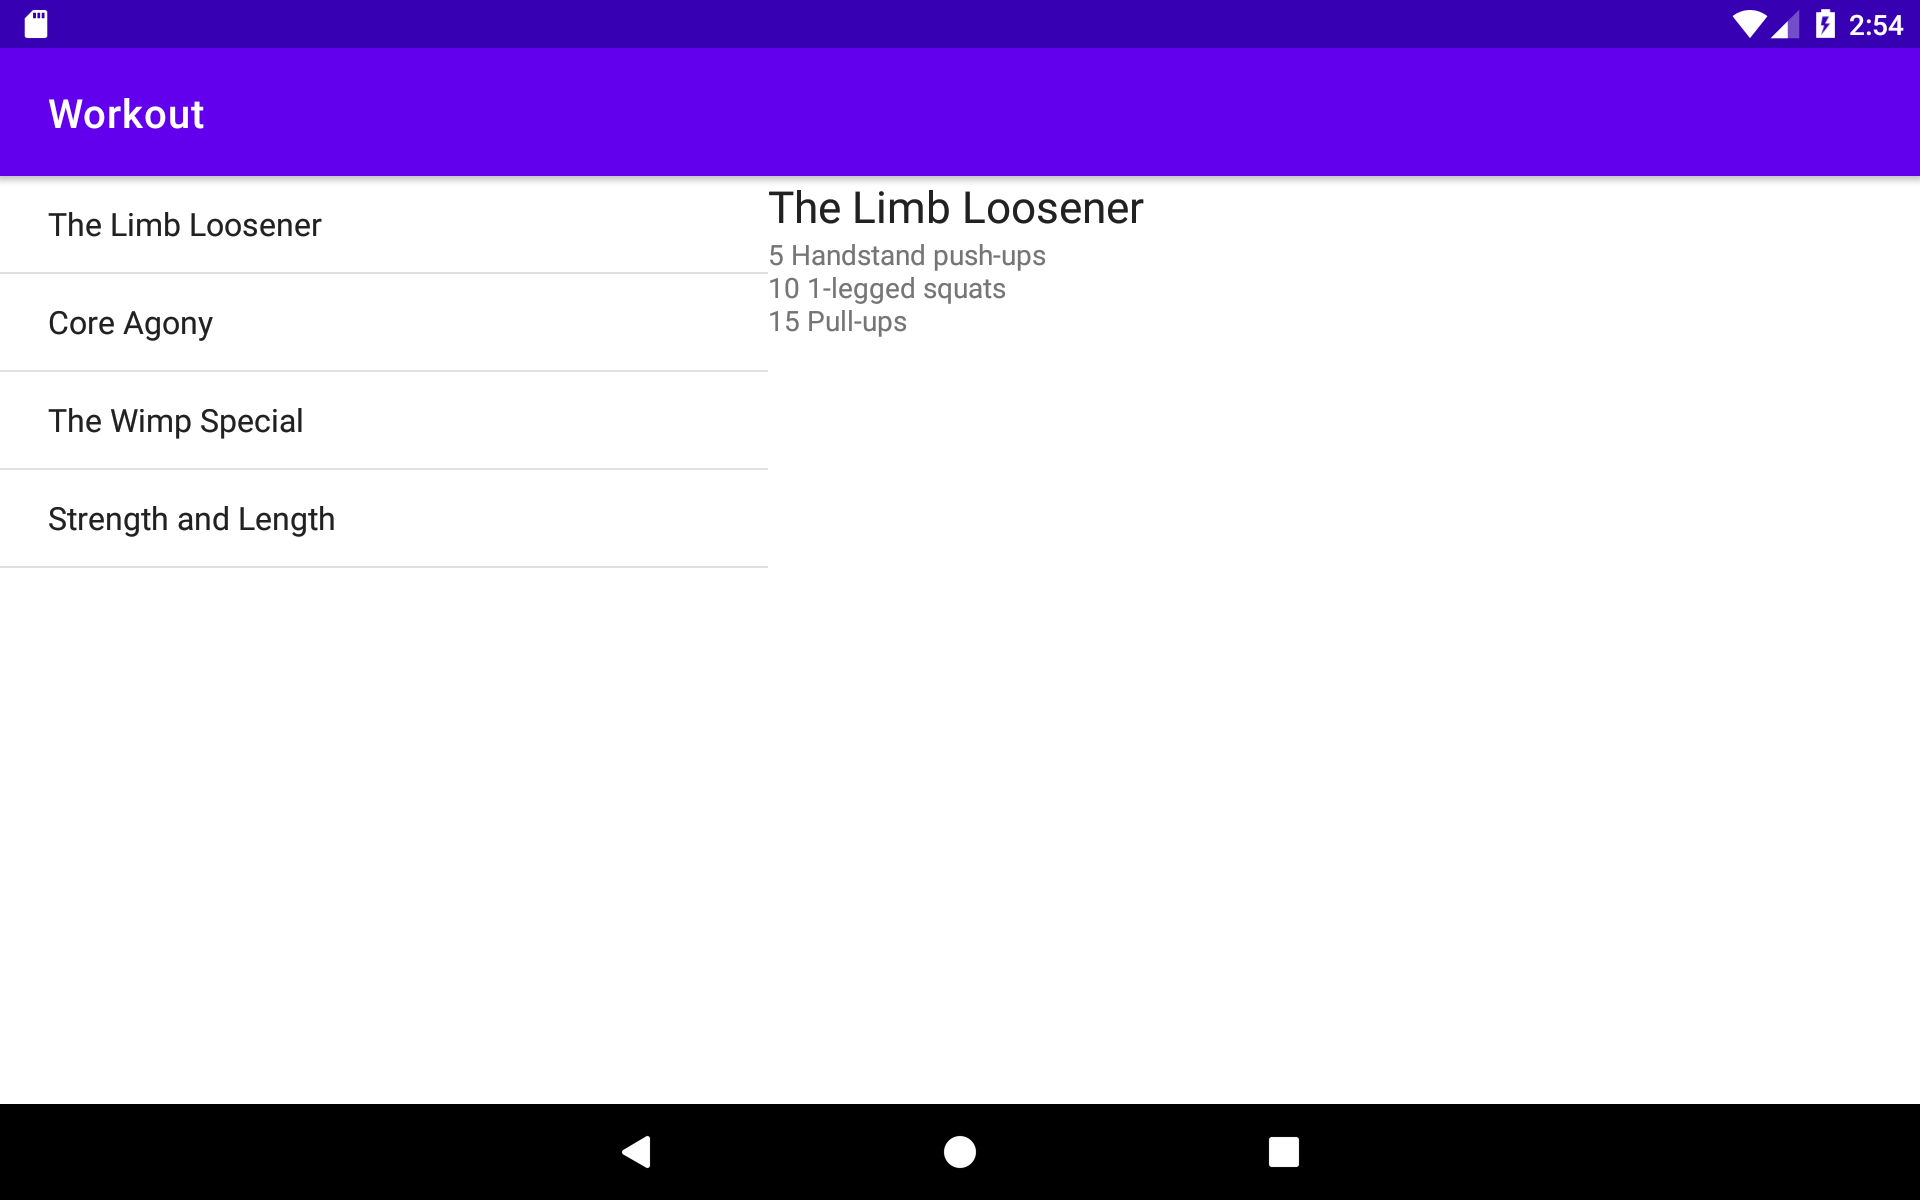 2:54
Workout
The Limb Loosener
Core Agony
The Wimp Special
Strength and Length
The Limb Loosener
5 Handstand push-ups
10 1-legged squats
15 Pull-ups